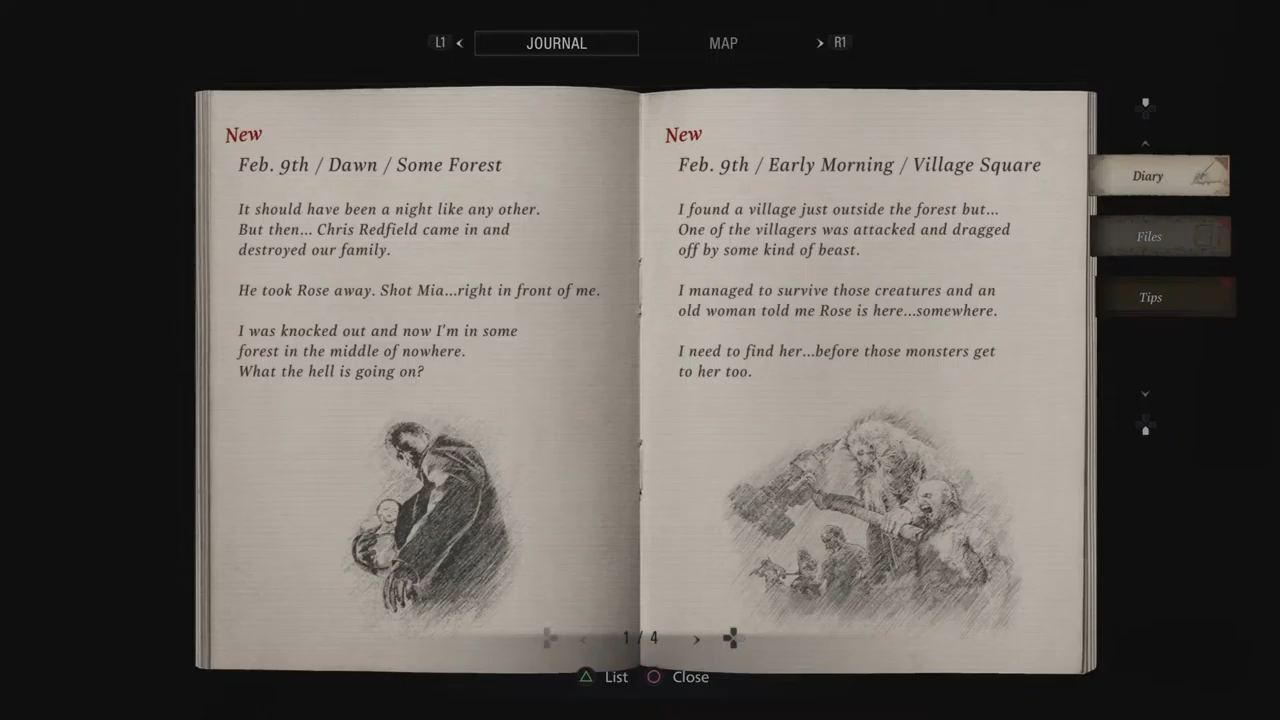 L1
JOURNAL
MAP
R1
New
Feb. 9th / Dawn / Some Forest
It should have been a night like any other.
But then... Chris Redfield came in and
destroyed our family.
He took Rose away. Shot Mia...right in front of me.
I was knocked out and now I'm in some
forest in the middle of nowhere.
What the hell is going on?
New
Feb. 9th / Early Morning / Village Square
I found a village just outside the forest but...
One of the villagers was attacked and dragged
off by some kind of beast.
I managed to survive those creatures and an
old woman told me Rose is here...somewhere.
I need to find her...before those monsters get
to her too.
Diary
Files
Tips
1 / 4
List
Close